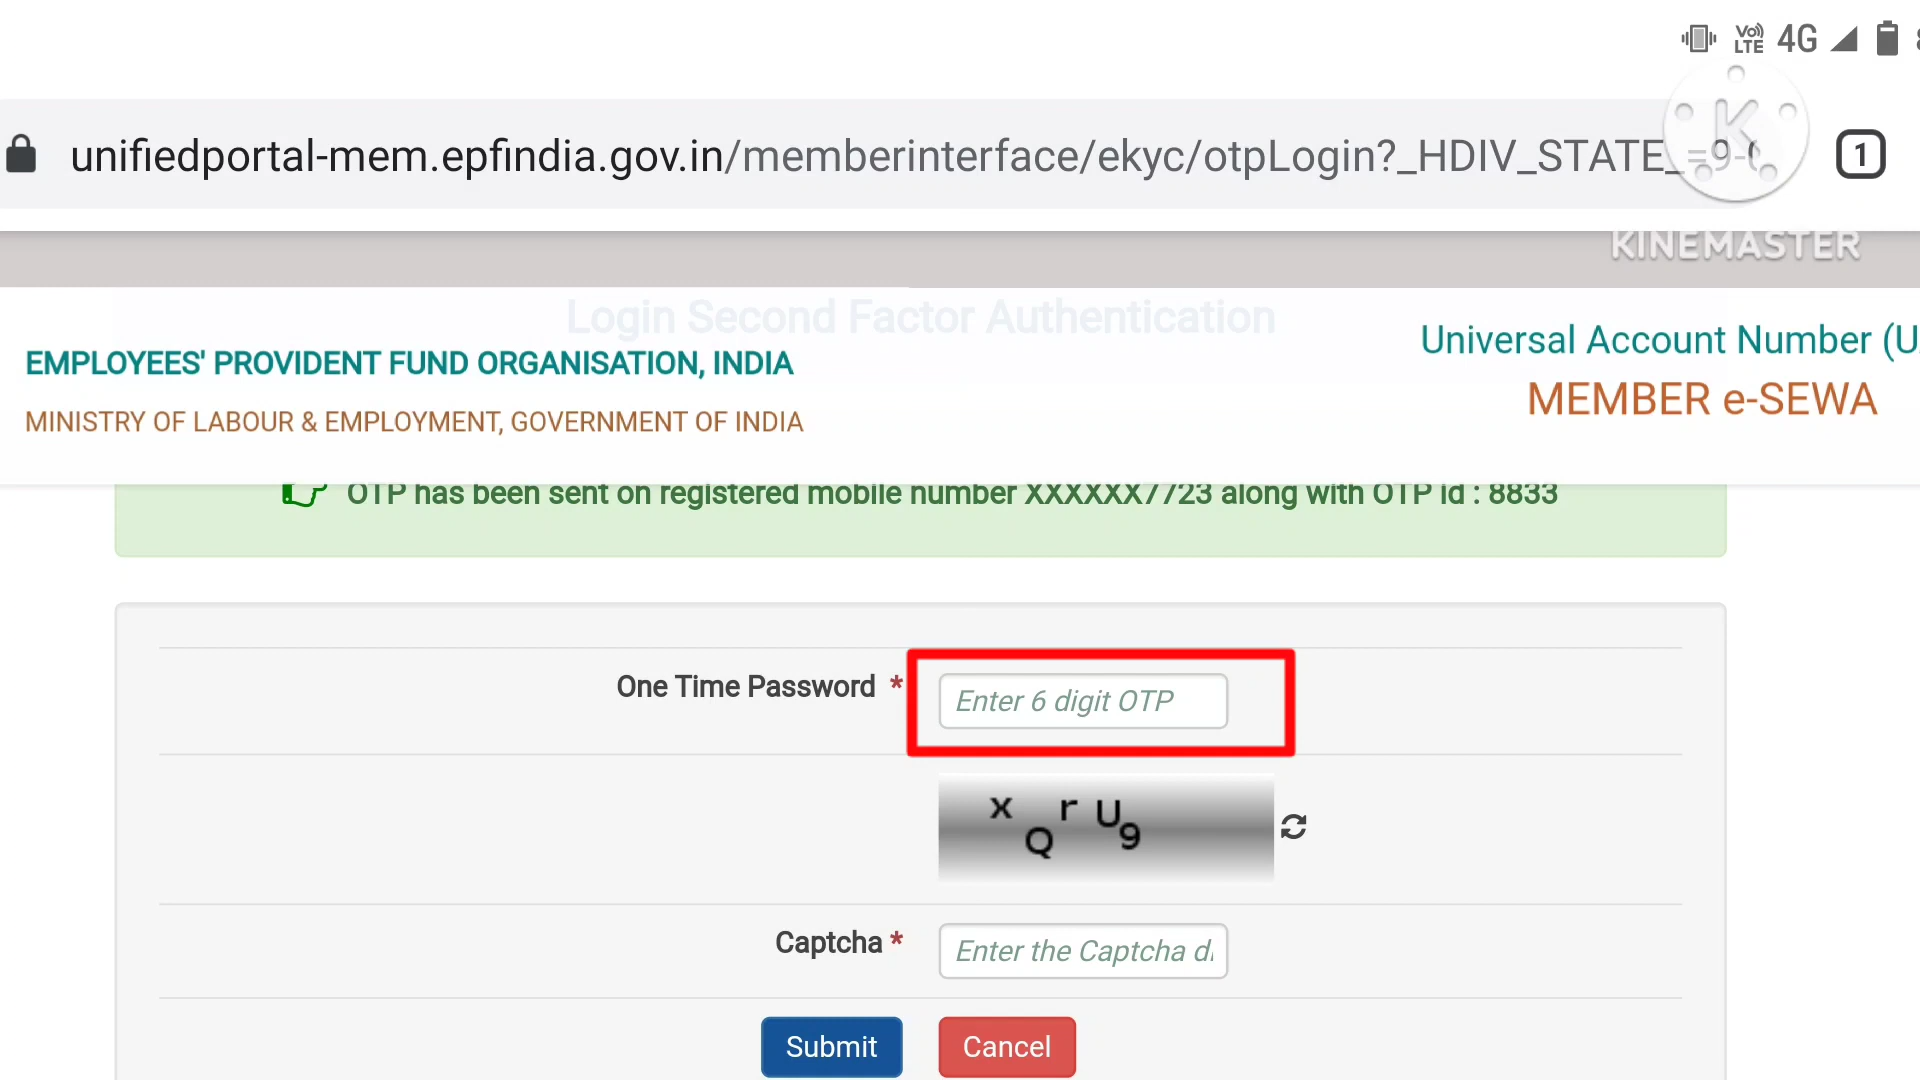 Vo)
LTE 4G
unifiedportal-mem.epfindia.gov.in/memberinterface/ekyc/otpLogin?_HDIV_STATE_=9-
K
1
KINEMASTER
Login Second Factor Authentication
EMPLOYEES' PROVIDENT FUND ORGANISATION, INDIA
MINISTRY OF LABOUR & EMPLOYMENT, GOVERNMENT OF INDIA
Universal Account Number (U
MEMBER e-SEWA
OTP has been sent on registered mobile number XXXXXX7723 along with OTP id : 8833
One Time Password *
Enter 6 digit OTP
x Q r U 9
Captcha *
Enter the Captcha d
Submit
Cancel